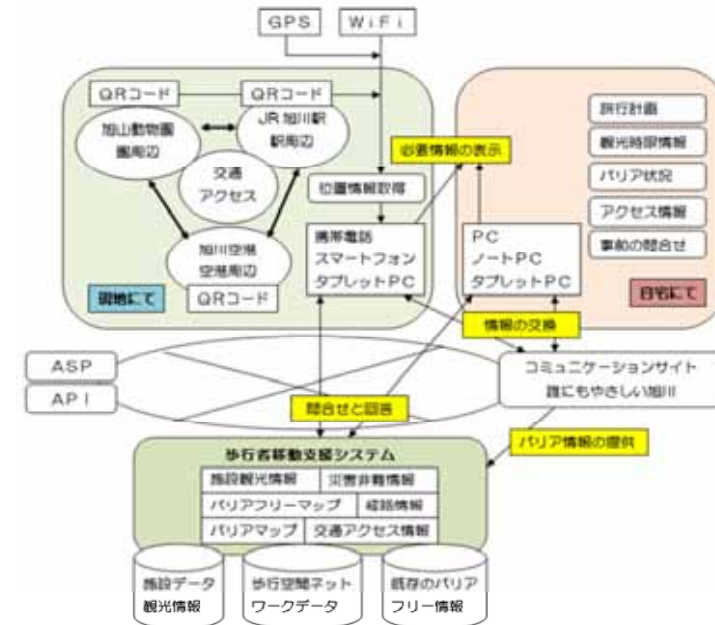 GPS
WiFi
QRコード
QRコード
旭山動物園
園周辺
JR旭川駅
駅周辺
交通
アクセス
旭川空港
空港周辺
QRコード
現地にて
位置情報取得
携帯電話
スマートフォン
タブレットPC
必要情報の表示
PC
ノートPC
タブレットPC
旅行計画
観光時限情報
バリア状況
アクセス情報
事前の問合せ
自宅にて
情報の交換
ASP
API
コミュニケーションサイト
誰にもやさしい旭川
問合せと回答
バリア情報の提供
歩行者移動支援システム
施設観光情報
災害非難情報
バリアフリーマップ
経路情報
バリアマップ
交通アクセス情報
施設データ
観光情報
歩行空間ネット
ワークデータ
既存のバリア
フリー情報